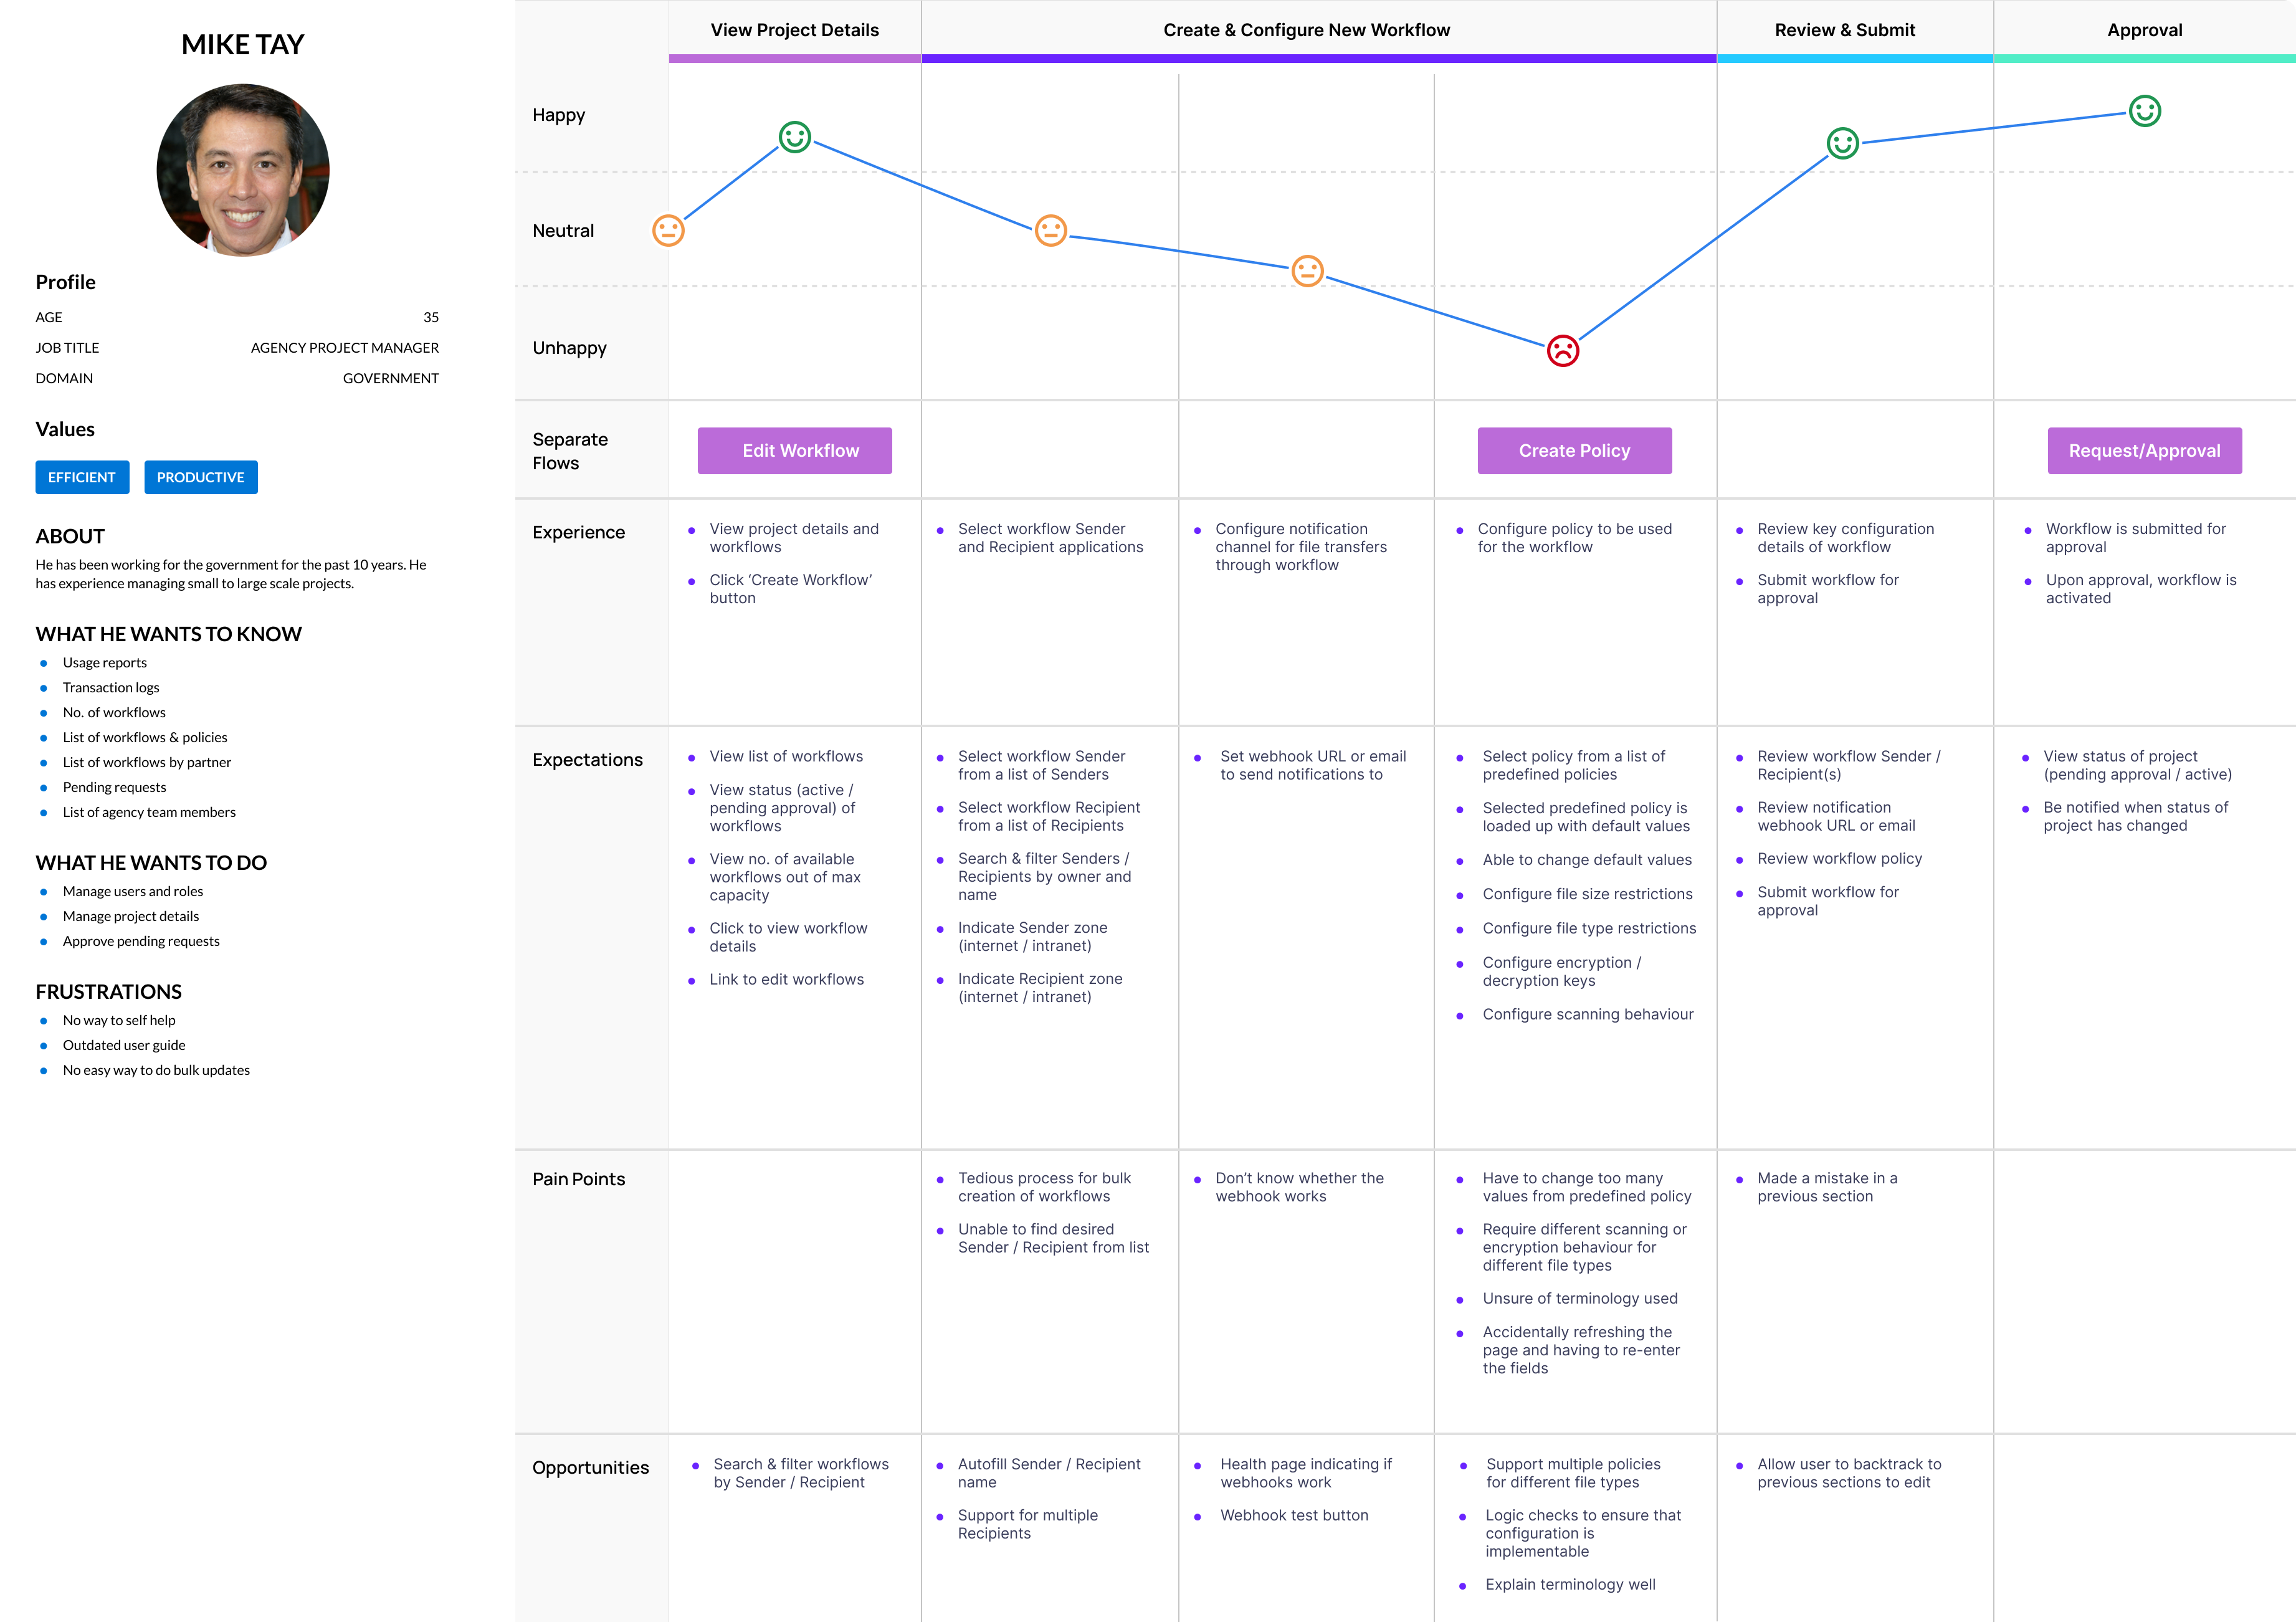 MIKE TAY
Profile
AGE 35
JOB TITLE AGENCY PROJECT MANAGER
DOMAIN GOVERNMENT
Values
EFFICIENT PRODUCTIVE
ABOUT
He has been working for the government for the past 10 years. He
has experience managing small to large scale projects.
WHAT HE WANTS TO KNOW
Usage reports
Transaction logs
No. of workflows
List of workflows & policies
List of workflows by partner
Pending requests
List of agency team members
WHAT HE WANTS TO DO
Manage users and roles
Manage project details
Approve pending requests
FRUSTRATIONS
No way to self help
Outdated user guide
No easy way to do bulk updates
View Project Details
Create & Configure New Workflow
Review & Submit
Approval
Happy
Neutral
Unhappy
Separate
Flows
Edit Workflow
Create Policy
Request/Approval
Experience
View project details and
workflows
Click ‘Create Workflow’
button
Select workflow Sender
and Recipient applications
Configure notification
channel for file transfers
through workflow
Configure policy to be used
for the workflow
Review key configuration
details of workflow
Submit workflow for
approval
Workflow is submitted for
approval
Upon approval, workflow is
activated
Expectations
View list of workflows
View status (active /
pending approval) of
workflows
View no. of available
workflows out of max
capacity
Click to view workflow
details
Link to edit workflows
Select workflow Sender
from a list of Senders
Select workflow Recipient
from a list of Recipients
Search & filter Senders /
Recipients by owner and
name
Indicate Sender zone
(internet / intranet)
Indicate Recipient zone
(internet / intranet)
Set webhook URL or email
to send notifications to
Select policy from a list of
predefined policies
Selected predefined policy is
loaded up with default values
Able to change default values
Configure file size restrictions
Configure file type restrictions
Configure encryption /
decryption keys
Configure scanning behaviour
Review workflow Sender /
Recipient(s)
Review notification
webhook URL or email
Review workflow policy
Submit workflow for
approval
View status of project
(pending approval / active)
Be notified when status of
project has changed
Pain Points
Tedious process for bulk
creation of workflows
Unable to find desired
Sender / Recipient from list
Don’t know whether the
webhook works
Have to change too many
values from predefined policy
Require different scanning or
encryption behaviour for
different file types
Unsure of terminology used
Accidentally refreshing the
page and having to re-enter
the fields
Made a mistake in a
previous section
Opportunities
Search & filter workflows
by Sender / Recipient
Autofill Sender / Recipient
name
Support for multiple
Recipients
Health page indicating if
webhooks work
Webhook test button
Support multiple policies
for different file types
Logic checks to ensure that
configuration is
implementable
Explain terminology well
Allow user to backtrack to
previous sections to edit